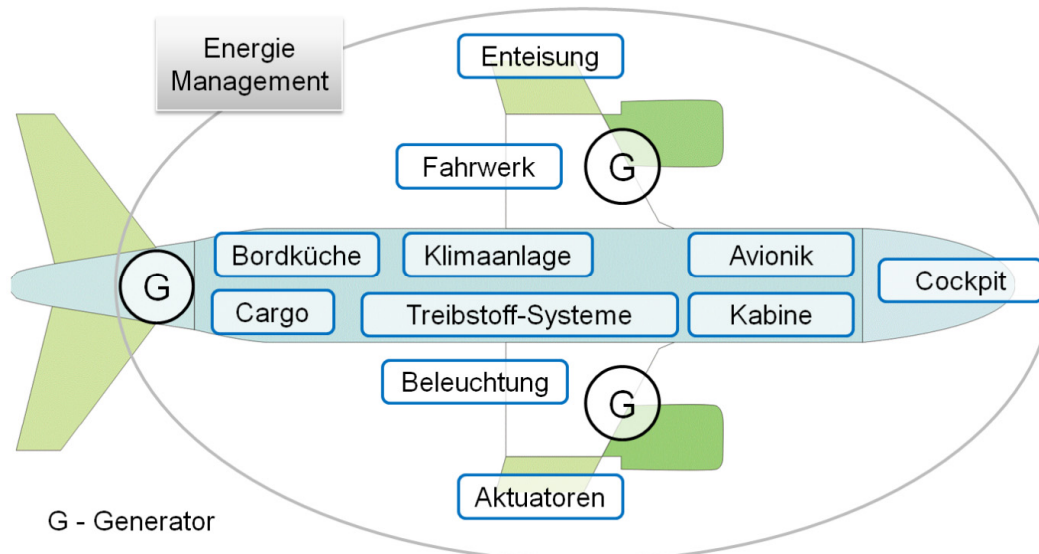 Energie
Management
Enteisung
Fahrwerk
G
Bordküche
Klimaanlage
Avionik
Cockpit
G
Cargo
Treibstoff-Systeme
Kabine
Beleuchtung
G
Aktuatoren
G - Generator